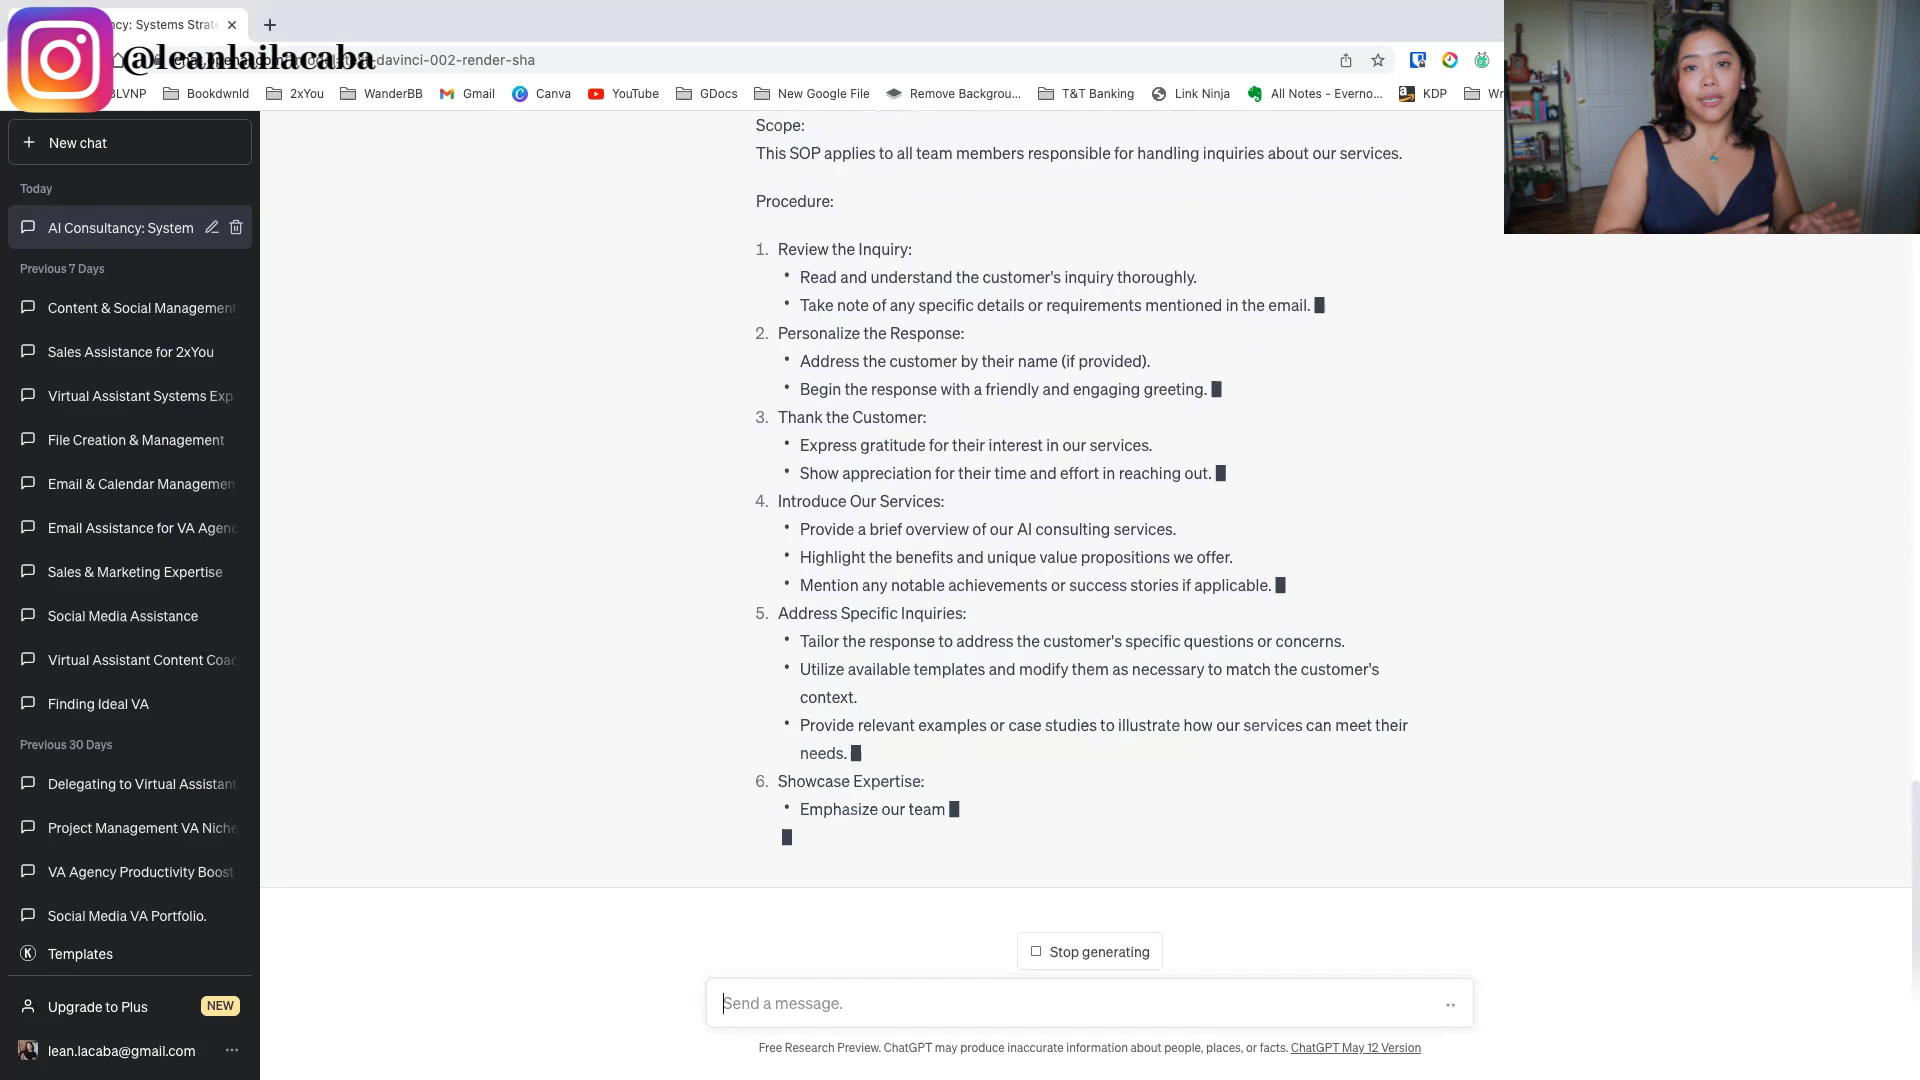 ncy: Systems Strate
@leanlailacaba
-davinci-002-render-sha
BLVNP
Bookdwnld
2xYou
WanderBB
Gmail
Canva
YouTube
GDocs
New Google File
Remove Backgrou...
T&T Banking
Link Ninja
All Notes - Everno...
KDP
Wr
New chat
Today
AI Consultancy: System
Previous 7 Days
Content & Social Management
Sales Assistance for 2xYou
Virtual Assistant Systems Exp
File Creation & Management
Email & Calendar Managemen
Email Assistance for VA Agenc
Sales & Marketing Expertise
Social Media Assistance
Virtual Assistant Content Coac
Finding Ideal VA
Previous 30 Days
Delegating to Virtual Assistant
Project Management VA Niche
VA Agency Productivity Boost
Social Media VA Portfolio.
Templates
Upgrade to Plus
NEW
lean.lacaba@gmail.com
Scope:
This SOP applies to all team members responsible for handling inquiries about our services.
Procedure:
1. Review the Inquiry:
• Read and understand the customer's inquiry thoroughly.
• Take note of any specific details or requirements mentioned in the email.
2. Personalize the Response:
• Address the customer by their name (if provided).
• Begin the response with a friendly and engaging greeting.
3. Thank the Customer:
• Express gratitude for their interest in our services.
• Show appreciation for their time and effort in reaching out.
4. Introduce Our Services:
• Provide a brief overview of our AI consulting services.
• Highlight the benefits and unique value propositions we offer.
• Mention any notable achievements or success stories if applicable.
5. Address Specific Inquiries:
• Tailor the response to address the customer's specific questions or concerns.
• Utilize available templates and modify them as necessary to match the customer's
context.
• Provide relevant examples or case studies to illustrate how our services can meet their
needs.
6. Showcase Expertise:
• Emphasize our team
Stop generating
Send a message.
Free Research Preview. ChatGPT may produce inaccurate information about people, places, or facts. ChatGPT May 12 Version